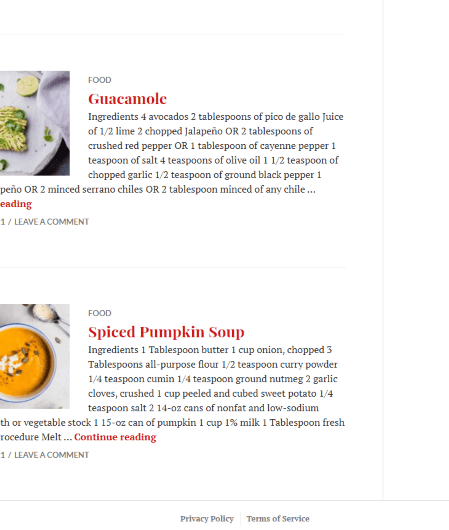 FOOD
Guacamole
Ingredients 4 avocados 2 tablespoons of pico de gallo Juice
of 1/2 lime 2 chopped Jalapeño OR 2 tablespoons of
crushed red pepper OR 1 tablespoon of cayenne pepper 1
teaspoon of salt 4 teaspoons of olive oil 1 1/2 teaspoon of
chopped garlic 1/2 teaspoon of ground black pepper 1
peño OR 2 minced serrano chiles OR 2 tablespoon minced of any chile …
eading
1 / LEAVE A COMMENT
FOOD
Spiced Pumpkin Soup
Ingredients 1 Tablespoon butter 1 cup onion, chopped 3
Tablespoons all-purpose flour 1/2 teaspoon curry powder
1/4 teaspoon cumin 1/4 teaspoon ground nutmeg 2 garlic
cloves, crushed 1 cup peeled and cubed sweet potato 1/4
teaspoon salt 2 14-oz cans of nonfat and low-sodium
th or vegetable stock 1 15-oz can of pumpkin 1 cup 1% milk 1 Tablespoon fresh
rocedure Melt … Continue reading
1 / LEAVE A COMMENT
Privacy Policy
Terms of Service